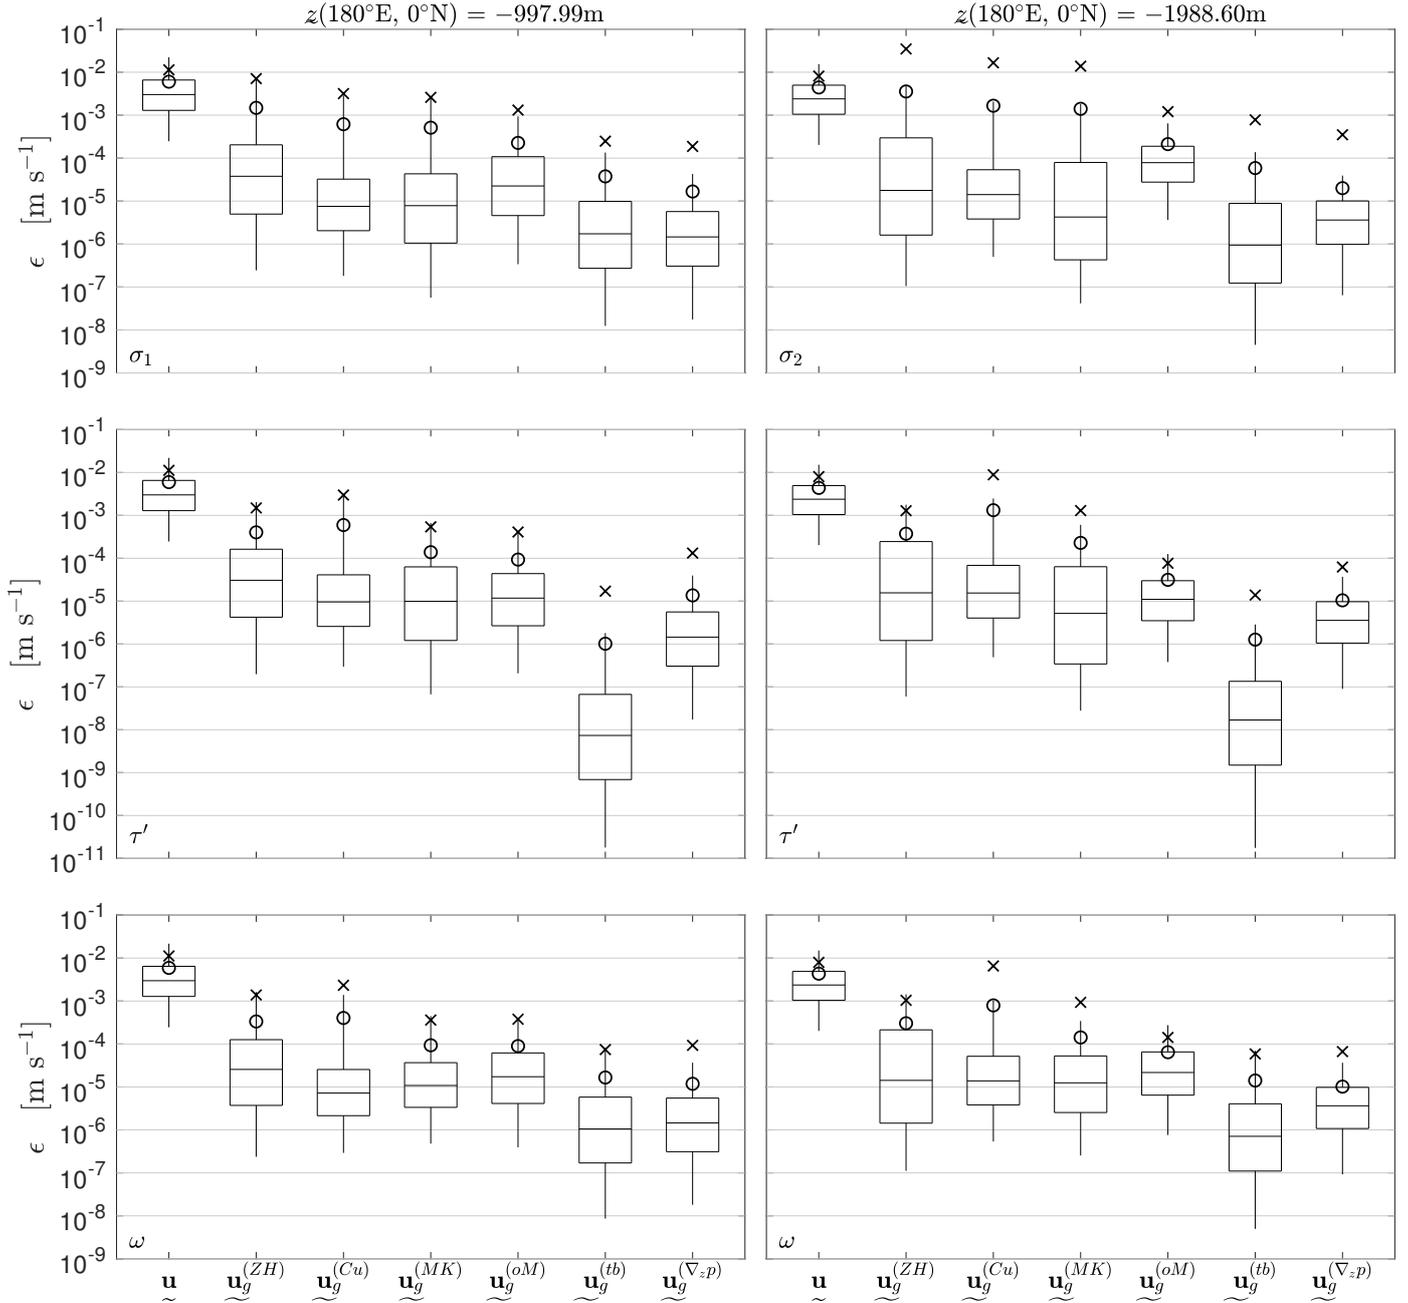 z(180°E, 0°N) = −997.99m
z(180°E, 0°N) = −1988.60m
10^-1
10^-2
10^-3
10^-4
10^-5
10^-6
10^-7
10^-8
10^-9
ϵ [m s^−1]
σ_1
σ_2
10^-1
10^-2
10^-3
10^-4
10^-5
10^-6
10^-7
10^-8
10^-9
10^-10
10^-11
ϵ [m s^−1]
τ′
τ′
10^-1
10^-2
10^-3
10^-4
10^-5
10^-6
10^-7
10^-8
10^-9
ϵ [m s^−1]
ω
ω
u u_g^(ZH) u_g^(Cu) u_g^(MK) u_g^(oM) u_g^(tb) u_g^(∇_z p)
u u_g^(ZH) u_g^(Cu) u_g^(MK) u_g^(oM) u_g^(tb) u_g^(∇_z p)